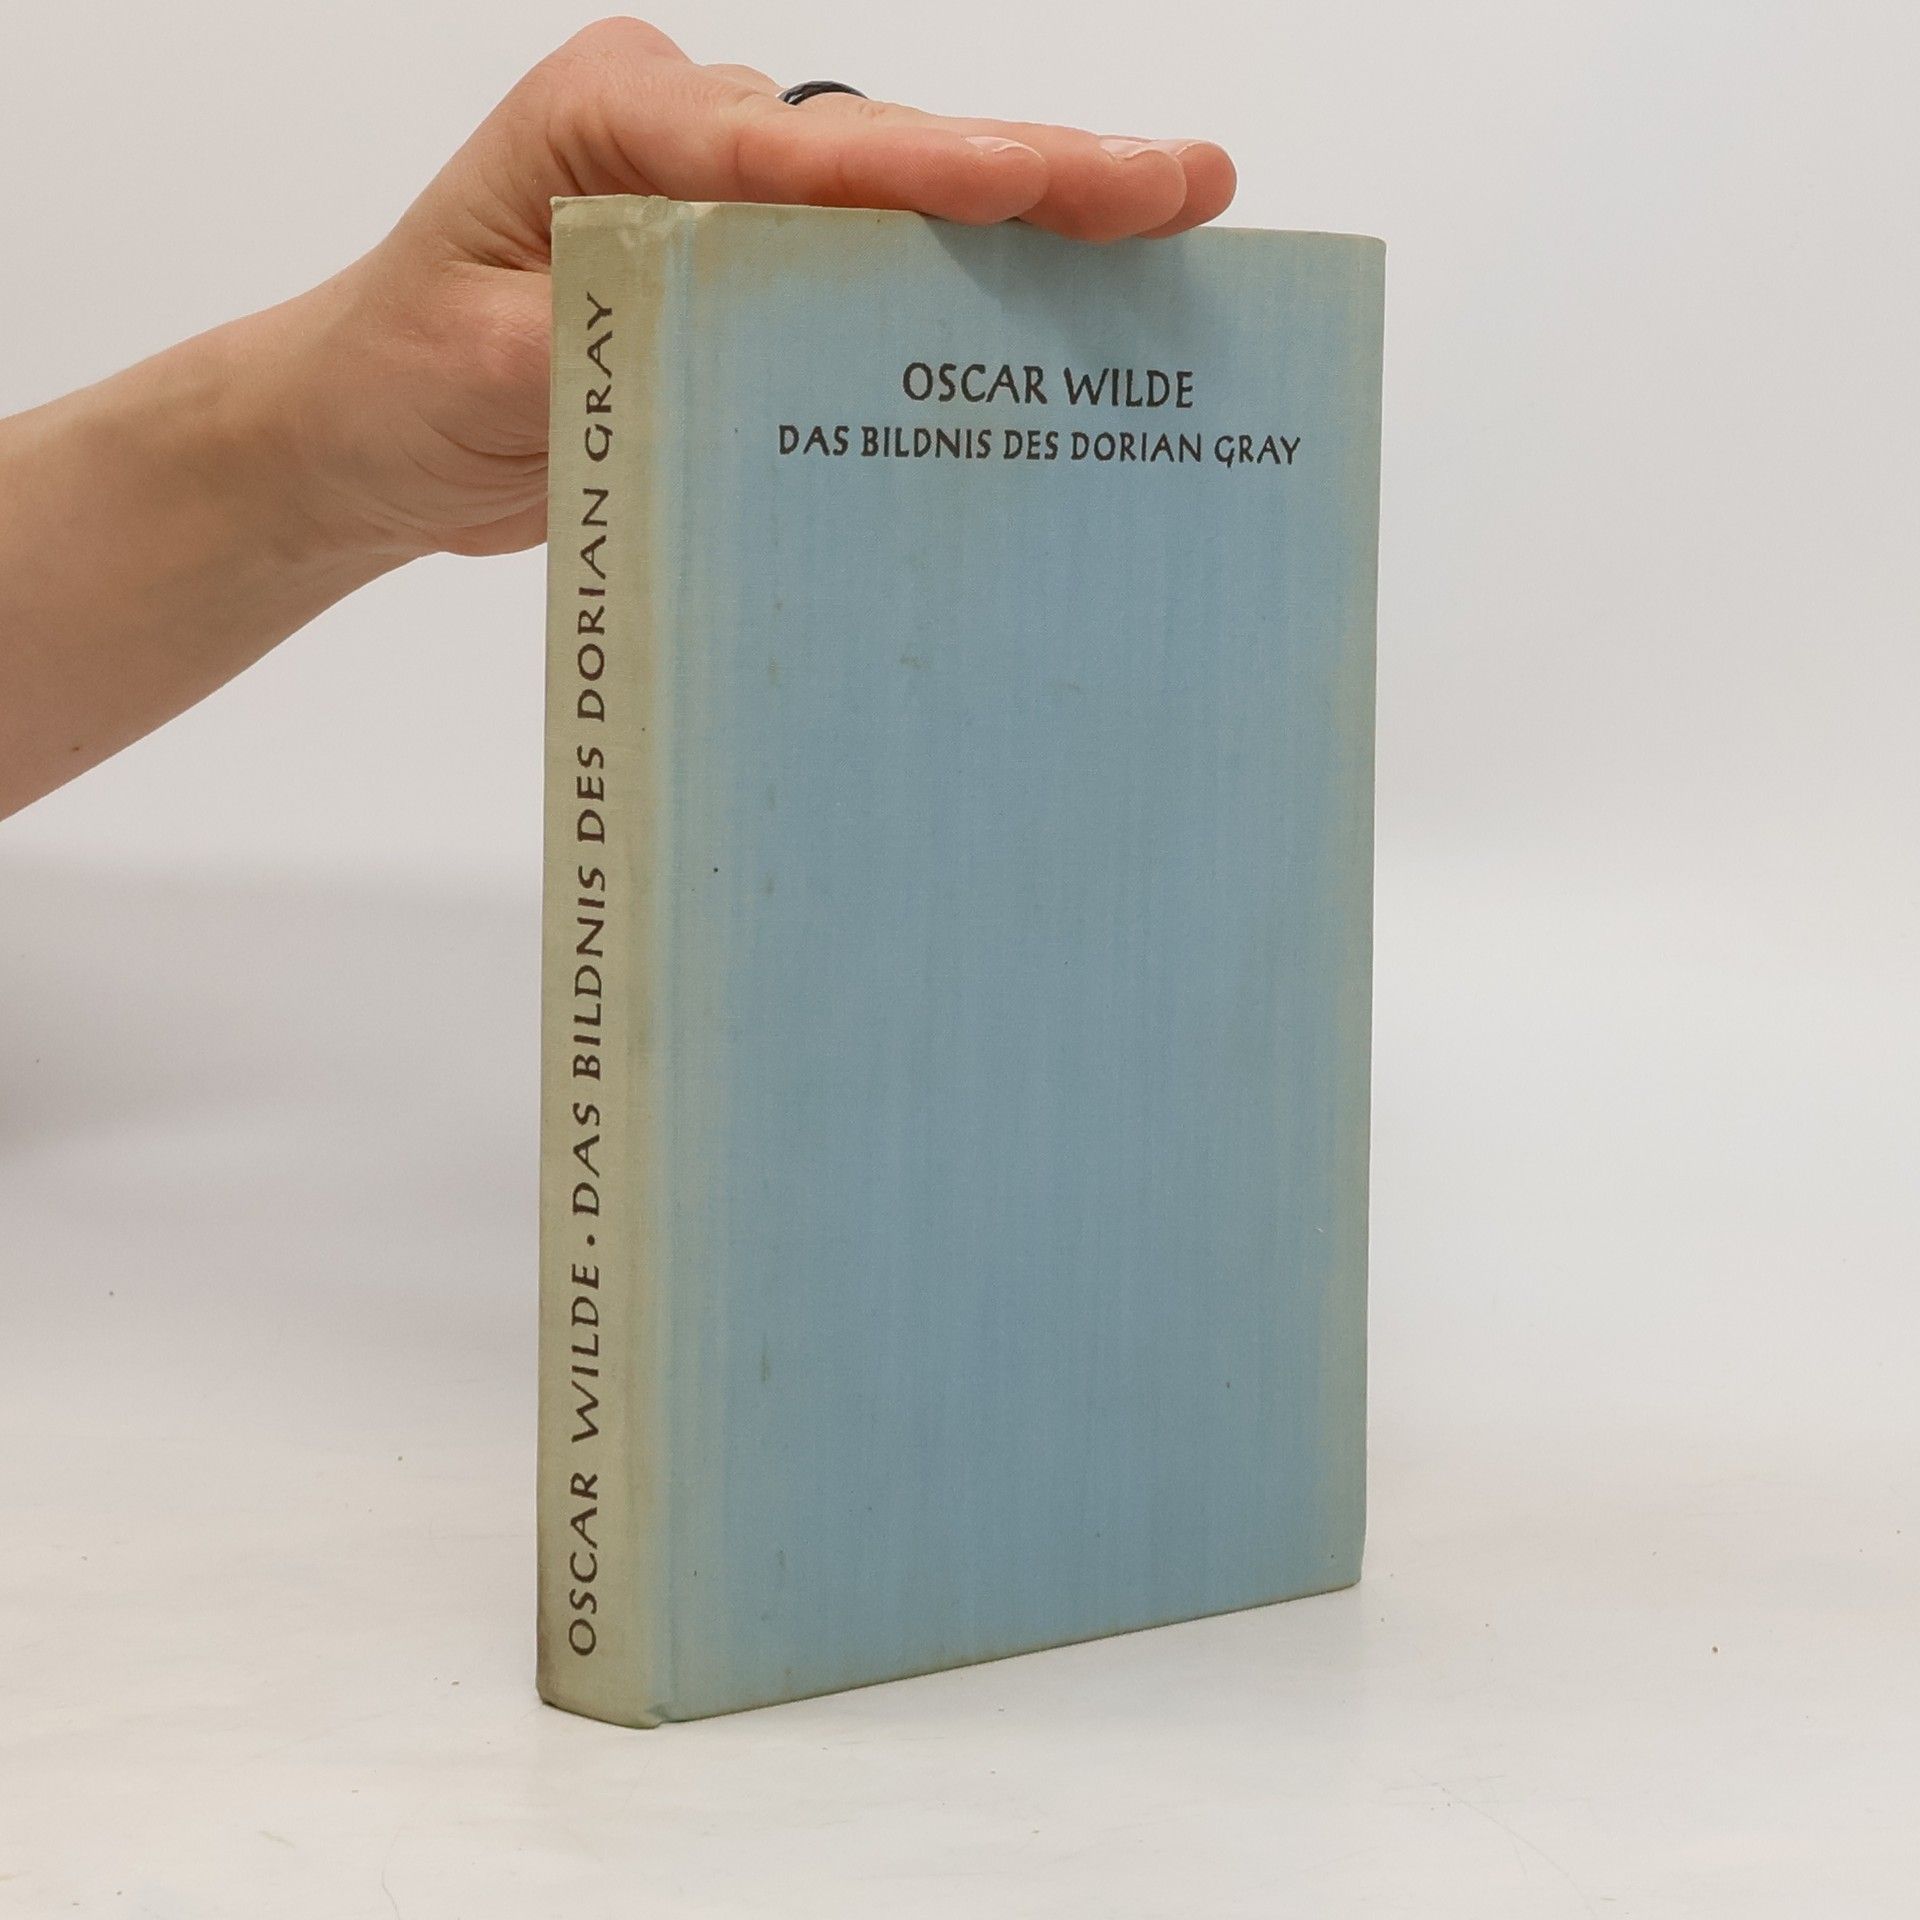 OSCAR WILDE
DAS BILDNIS DES DORIAN GRAY
OSCAR WILDE • DAS BILDNIS DES DORIAN GRAY